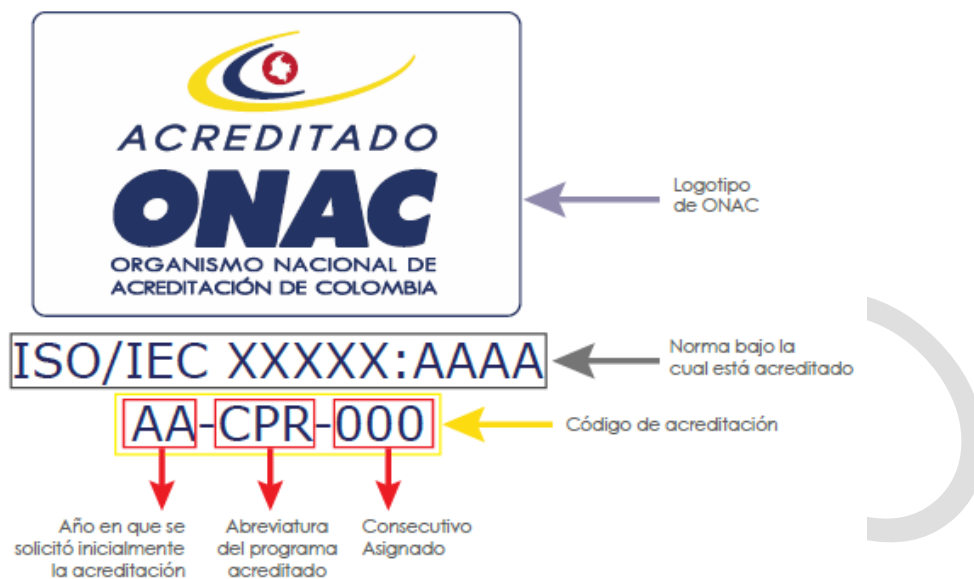 ACREDITADO
ONAC
ORGANISMO NACIONAL DE
ACREDITACIÓN DE COLOMBIA
Logotipo
de ONAC
ISO/IEC XXXXX:AAAA
Norma bajo la
cual está acreditado
AA-CPR-000
Código de acreditación
Año en que se
solicitó inicialmente
la acreditación
Abreviatura
del programa
acreditado
Consecutivo
Asignado